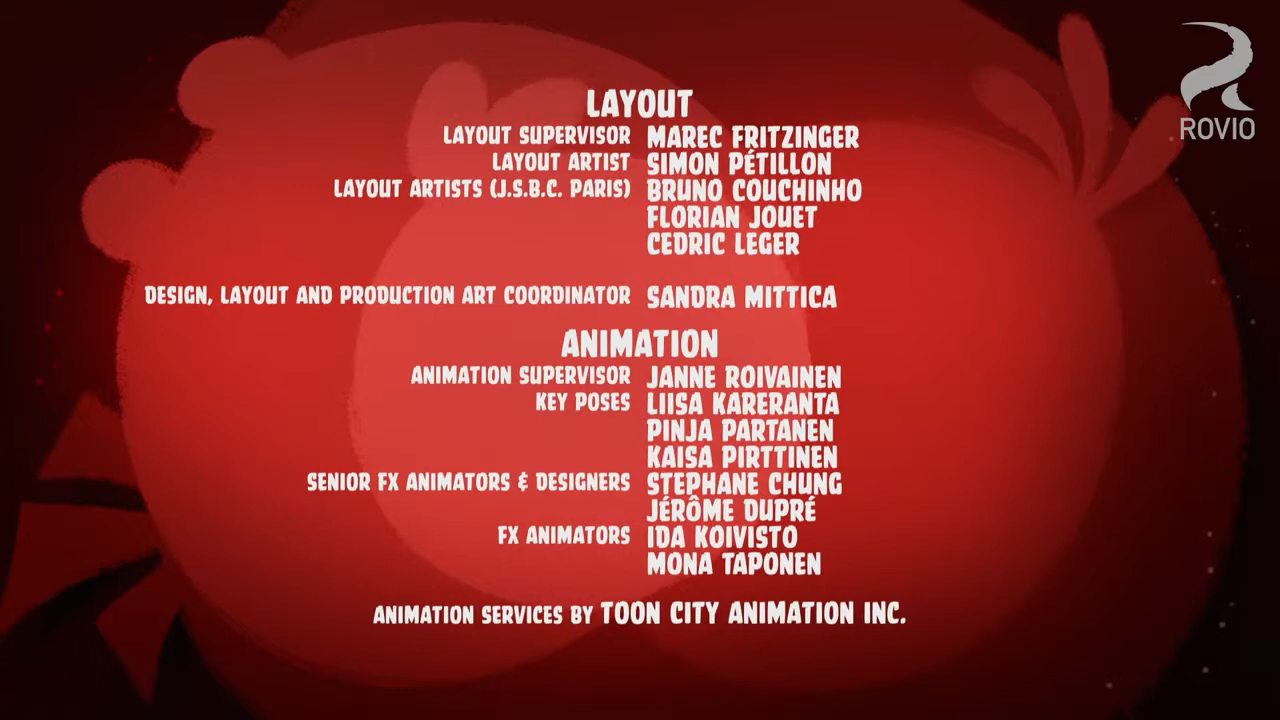 ROVIO
LAYOUT
LAYOUT SUPERVISOR MAREC FRITZINGER
LAYOUT ARTIST SIMON PÉTILLON
LAYOUT ARTISTS (J.S.B.C. PARIS) BRUNO COUCHINHO
FLORIAN JOUET
CEDRIC LEGER
DESIGN, LAYOUT AND PRODUCTION ART COORDINATOR SANDRA MITTICA
ANIMATION
ANIMATION SUPERVISOR JANNE ROIVAINEN
KEY POSES LIISA KARERANTA
PINJA PARTANEN
KAISA PIRTTINEN
SENIOR FX ANIMATORS & DESIGNERS STEPHANE CHUNG
JÉRÔME DUPRÉ
FX ANIMATORS IDA KOIVISTO
MONA TAPONEN
ANIMATION SERVICES BY TOON CITY ANIMATION INC.